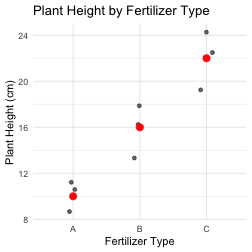 Plant Height by Fertilizer Type
Plant Height (cm)
24
20
16
12
8
A B C
Fertilizer Type